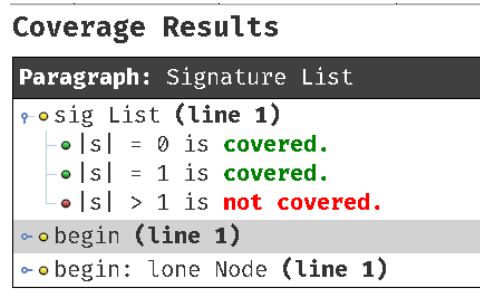 Coverage Results
Paragraph: Signature List
sig List (line 1)
|s| = 0 is covered.
|s| = 1 is covered.
|s| > 1 is not covered.
begin (line 1)
begin: lone Node (line 1)